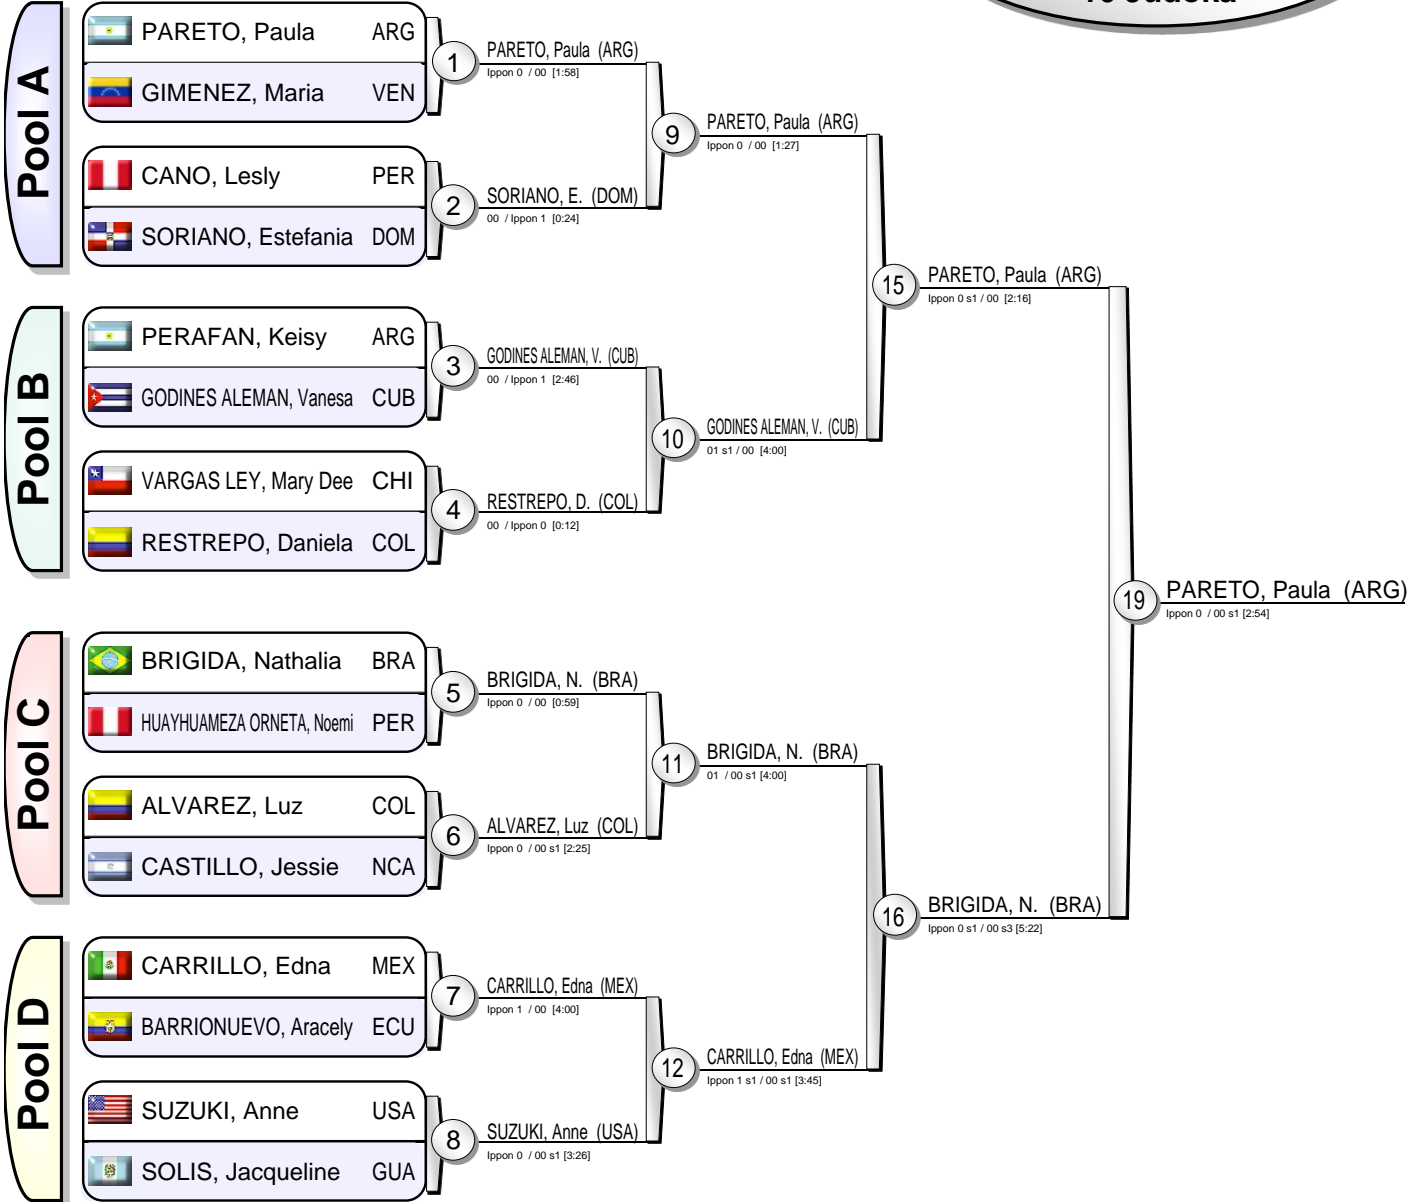 16 Judoka
Pool A
PARETO, Paula ARG
GIMENEZ, Maria VEN
1
PARETO, Paula (ARG)
Ippon 0 / 00 [1:58]
CANO, Lesly PER
SORIANO, Estefania DOM
2
SORIANO, E. (DOM)
00 / Ippon 1 [0:24]
9
PARETO, Paula (ARG)
Ippon 0 / 00 [1:27]
Pool B
PERAFAN, Keisy ARG
GODINES ALEMAN, Vanesa CUB
3
GODINES ALEMAN, V. (CUB)
00 / Ippon 1 [2:46]
VARGAS LEY, Mary Dee CHI
RESTREPO, Daniela COL
4
RESTREPO, D. (COL)
00 / Ippon 0 [0:12]
10
GODINES ALEMAN, V. (CUB)
01 s1 / 00 [4:00]
15
PARETO, Paula (ARG)
Ippon 0 s1 / 00 [2:16]
Pool C
BRIGIDA, Nathalia BRA
HUAYHUAMEZA ORNETA, Noemi PER
5
BRIGIDA, N. (BRA)
Ippon 0 / 00 [0:59]
ALVAREZ, Luz COL
CASTILLO, Jessie NCA
6
ALVAREZ, Luz (COL)
Ippon 0 / 00 s1 [2:25]
11
BRIGIDA, N. (BRA)
01 / 00 s1 [4:00]
Pool D
CARRILLO, Edna MEX
BARRIONUEVO, Aracely ECU
7
CARRILLO, Edna (MEX)
Ippon 1 / 00 [4:00]
SUZUKI, Anne USA
SOLIS, Jacqueline GUA
8
SUZUKI, Anne (USA)
Ippon 0 / 00 s1 [3:26]
12
CARRILLO, Edna (MEX)
Ippon 1 s1 / 00 s1 [3:45]
16
BRIGIDA, N. (BRA)
Ippon 0 s1 / 00 s3 [5:22]
19
PARETO, Paula (ARG)
Ippon 0 / 00 s1 [2:54]